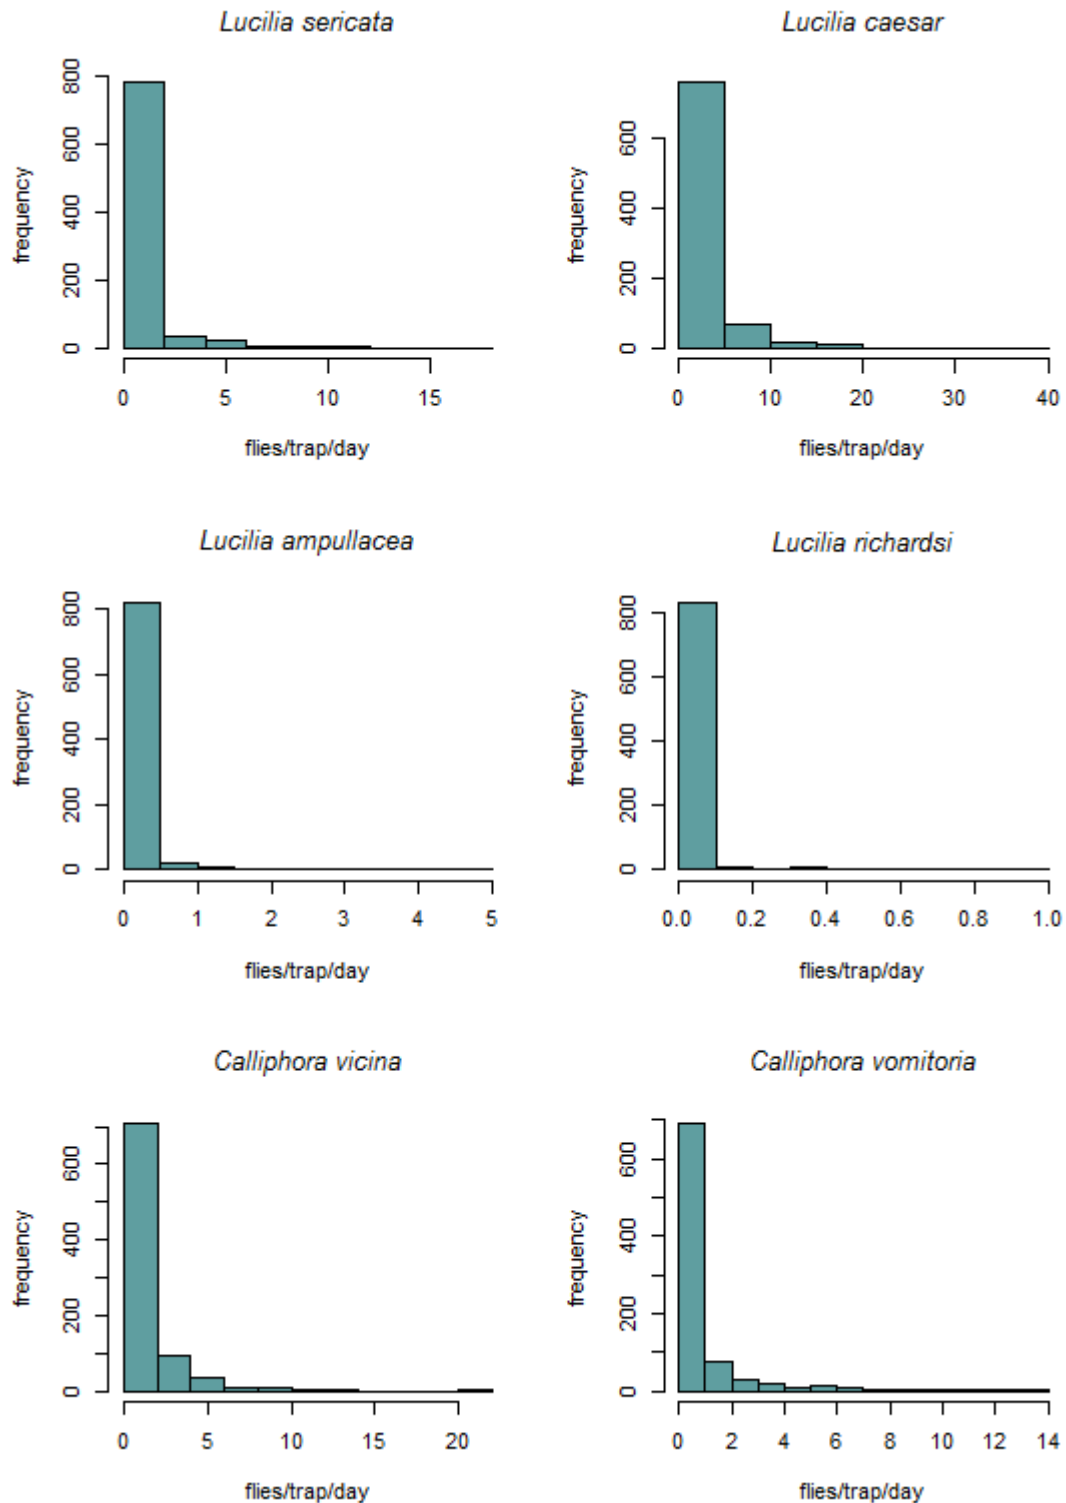 Lucilia sericata
frequency
0 200 400 600 800
0 5 10 15
flies/trap/day
Lucilia caesar
frequency
0 200 400 600
0 10 20 30 40
flies/trap/day
Lucilia ampullacea
frequency
0 200 400 600 800
0 1 2 3 4 5
flies/trap/day
Lucilia richardsi
frequency
0 200 400 600 800
0.0 0.2 0.4 0.6 0.8 1.0
flies/trap/day
Calliphora vicina
frequency
0 200 400 600
0 5 10 15 20
flies/trap/day
Calliphora vomitoria
frequency
0 200 400 600
0 2 4 6 8 10 12 14
flies/trap/day